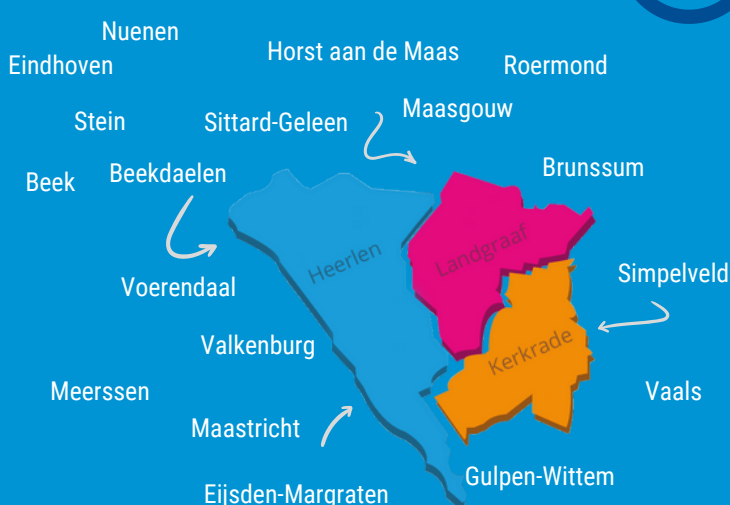 Nuenen
Eindhoven
Horst aan de Maas
Roermond
Stein
Sittard-Geleen
Maasgouw
Beek
Beekdaelen
Brunssum
Heerlen
Landgraaf
Voerendaal
Simpelveld
Valkenburg
Kerkrade
Meerssen
Vaals
Maastricht
Gulpen-Wittem
Eijsden-Margraten